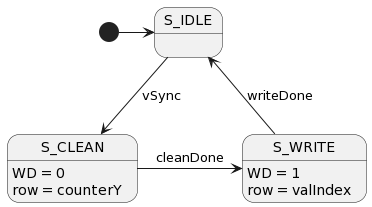 S_IDLE
vSync
writeDone
S_CLEAN
WD = 0
row = counterY
cleanDone
S_WRITE
WD = 1
row = valIndex